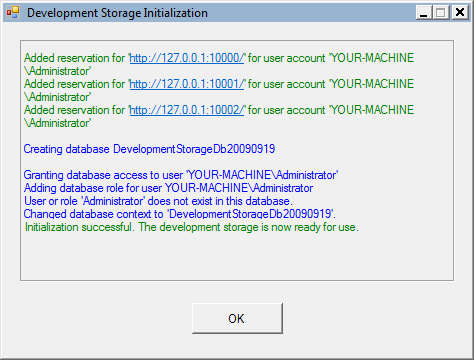 Development Storage Initialization
Added reservation for 'http://127.0.0.1:10000/' for user account 'YOUR-MACHINE
\Administrator'
Added reservation for 'http://127.0.0.1:10001/' for user account 'YOUR-MACHINE
\Administrator'
Added reservation for 'http://127.0.0.1:10002/' for user account 'YOUR-MACHINE
\Administrator'
Creating database DevelopmentStorageDb20090919
Granting database access to user 'YOUR-MACHINE\Administrator'
Adding database role for user YOUR-MACHINE\Administrator
User or role 'Administrator' does not exist in this database.
Changed database context to 'DevelopmentStorageDb20090919'.
Initialization successful. The development storage is now ready for use.
OK